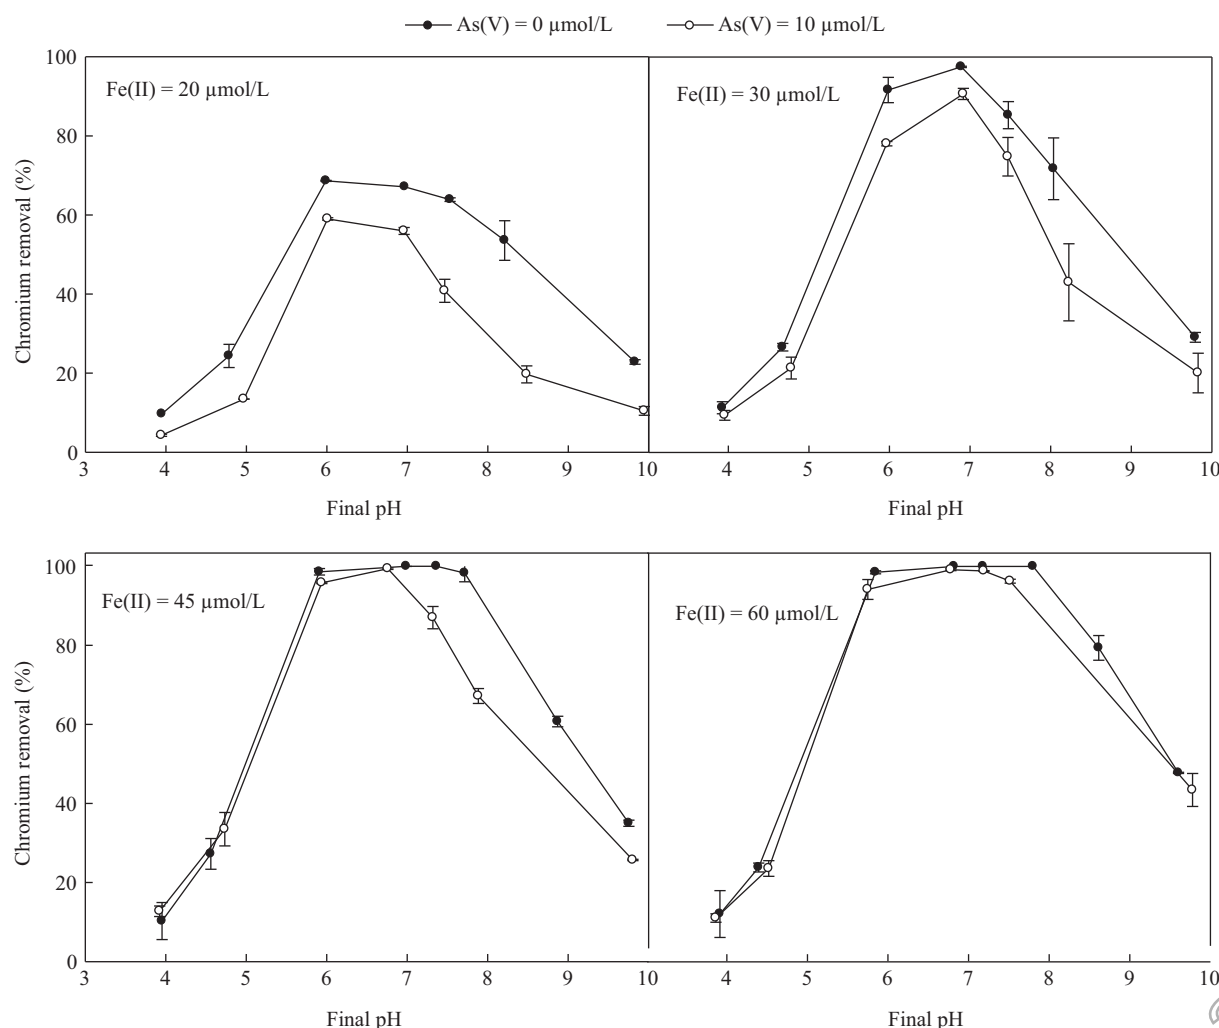 As(V) = 0 µmol/L As(V) = 10 µmol/L
100
80
60
40
20
0
Chromium removal (%)
Fe(II) = 20 µmol/L
3 4 5 6 7 8 9 10
Final pH
Fe(II) = 30 µmol/L
4 5 6 7 8 9 10
Final pH
100
80
60
40
20
0
Chromium removal (%)
Fe(II) = 45 µmol/L
3 4 5 6 7 8 9 10
Final pH
Fe(II) = 60 µmol/L
4 5 6 7 8 9 10
Final pH